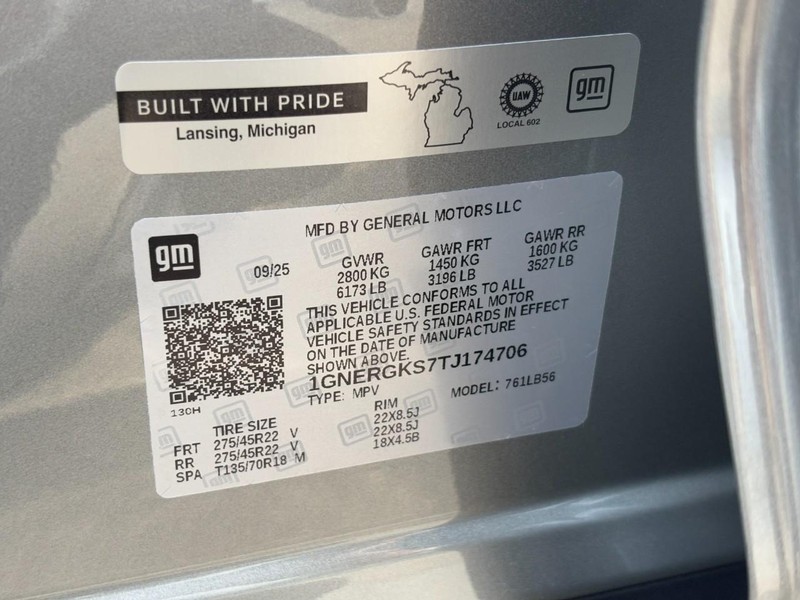 BUILT WITH PRIDE
Lansing, Michigan
UAW
LOCAL 602
gm
MFD BY GENERAL MOTORS LLC
gm
09/25
GVWR GAWR FRT GAWR RR
2800 KG 1450 KG 1600 KG
6173 LB 3196 LB 3527 LB
THIS VEHICLE CONFORMS TO ALL
APPLICABLE U.S. FEDERAL MOTOR
VEHICLE SAFETY STANDARDS IN EFFECT
ON THE DATE OF MANUFACTURE
SHOWN ABOVE.
1GNERGKS7TJ174706
TYPE: MPV MODEL: 761LB56
130H
TIRE SIZE RIM
FRT 275/45R22 V 22X8.5J
RR 275/45R22 V 22X8.5J
SPA T135/70R18 M 18X4.5B